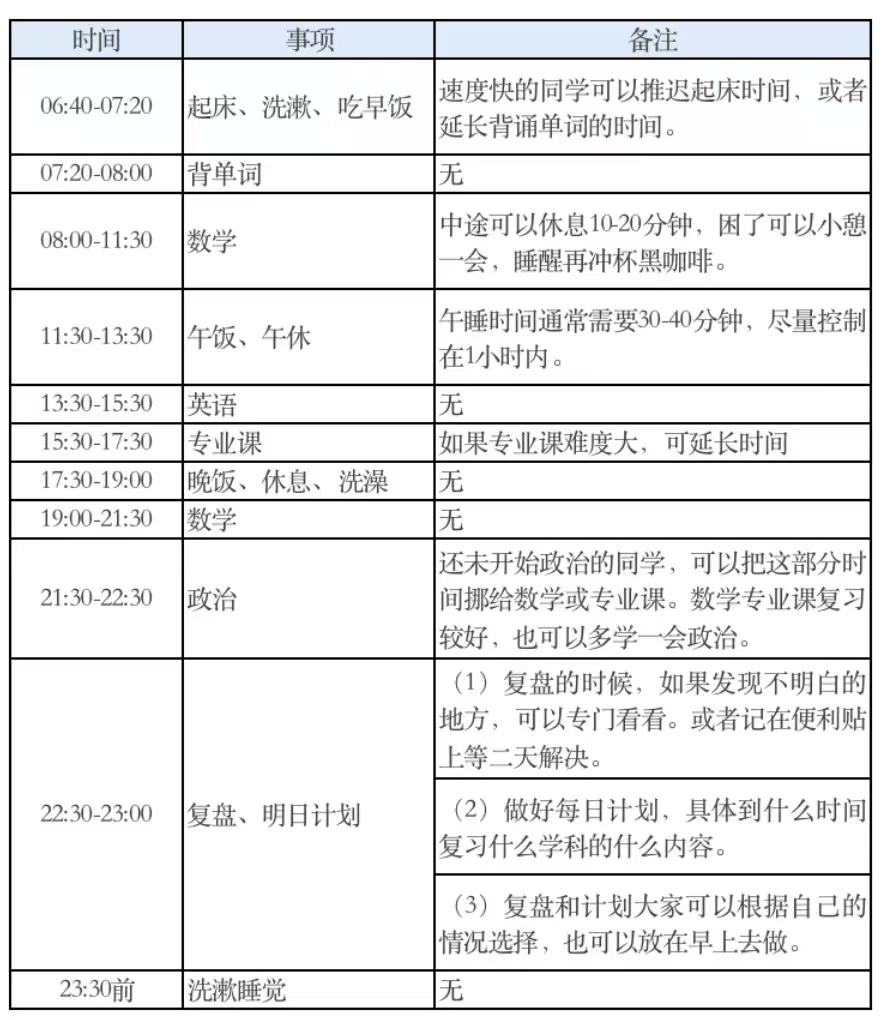 时间 事项 备注
06:40-07:20 起床、洗漱、吃早饭 速度快的同学可以推迟起床时间，或者
延长背诵单词的时间。
07:20-08:00 背单词 无
08:00-11:30 数学 中途可以休息10-20分钟，困了可以小憩
一会，睡醒再冲杯黑咖啡。
11:30-13:30 午饭、午休 午睡时间通常需要30-40分钟，尽量控制
在1小时内。
13:30-15:30 英语 无
15:30-17:30 专业课 如果专业课难度大，可延长时间
17:30-19:00 晚饭、休息、洗澡 无
19:00-21:30 数学 无
21:30-22:30 政治 还未开始政治的同学，可以把这部分时
间挪给数学或专业课。数学专业课复习
较好，也可以多学一会政治。
22:30-23:00 复盘、明日计划 （1）复盘的时候，如果发现不明白的
地方，可以专门看看。或者记在便利贴
上等二天解决。
（2）做好每日计划，具体到什么时间
复习什么学科的什么内容。
（3）复盘和计划大家可以根据自己的
情况选择，也可以放在早上去做。
23:30前 洗漱睡觉 无